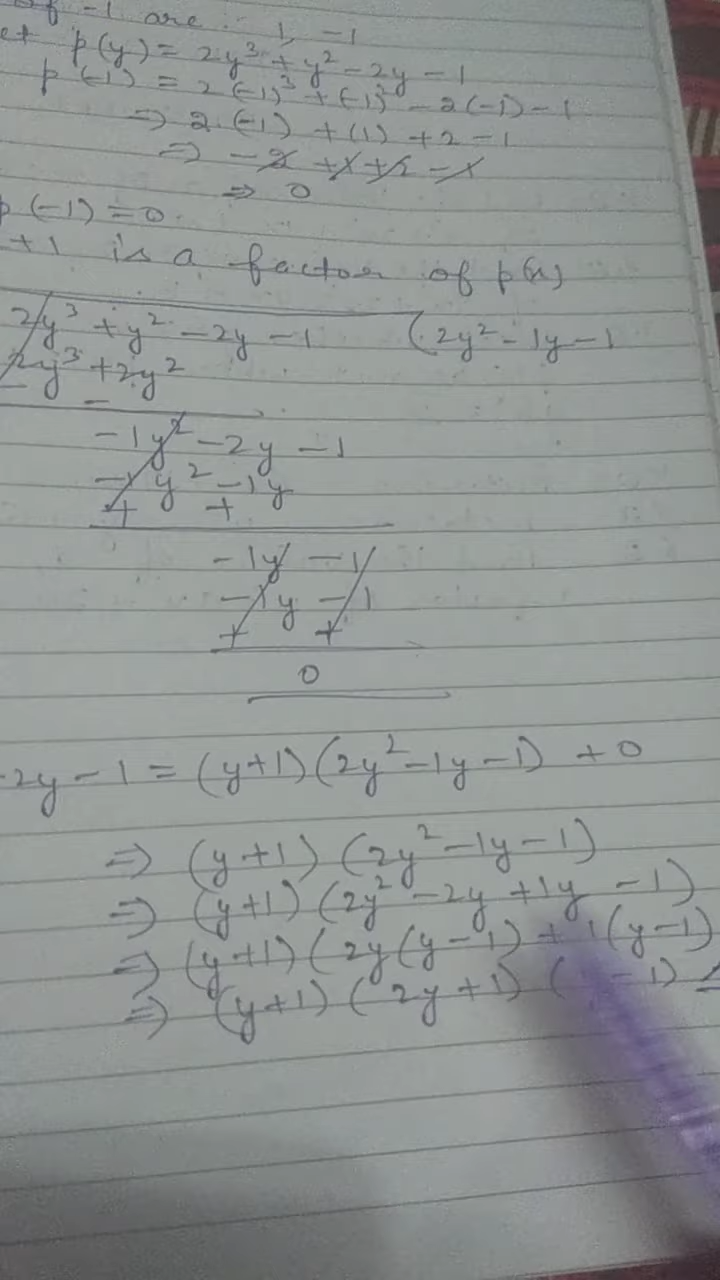 of -1 are : 1, -1
et p(y) = 2y³ + y² - 2y - 1
p(-1) = 2(-1)³ + (-1)² - 2(-1) - 1
⇒ 2(-1) + (1) + 2 - 1
⇒ -2 + 1 + 2 - 1
⇒ 0
p(-1) = 0.
+1 is a factor of p(x)
2y³ + y² - 2y - 1 (2y² - 1y - 1
2y³ + 2y²
- -
-1y² - 2y - 1
-1y² - 1y
+ +
-1y - 1
-1y - 1
+ +
0
-2y - 1 = (y+1)(2y² - 1y - 1) + 0
⇒ (y+1) (2y² - 1y - 1)
⇒ (y+1) (2y² - 2y + 1y - 1)
⇒ (y+1) (2y(y-1) + 1(y-1)
⇒ (y+1) (2y+1) ( -1)